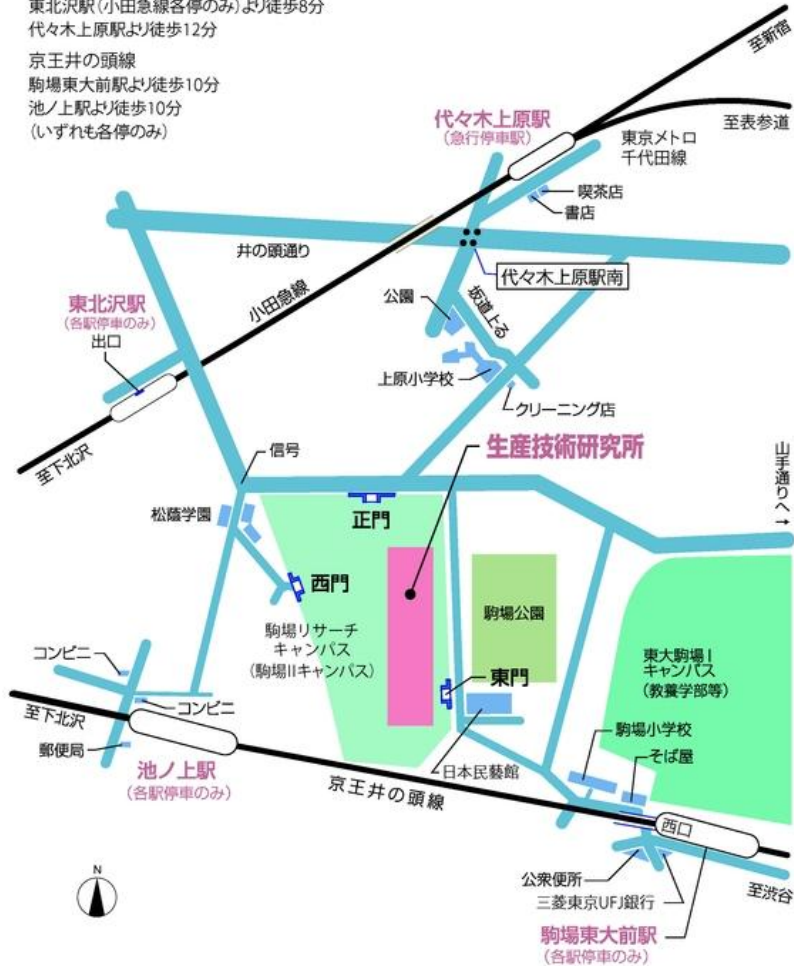 東北沢駅(小田急線各停のみ)より徒歩8分
代々木上原駅より徒歩12分
京王井の頭線
駒場東大前駅より徒歩10分
池ノ上駅より徒歩10分
(いずれも各停のみ)
至新宿
代々木上原駅
(急行停車駅)
至表参道
東京メトロ
千代田線
喫茶店
書店
井の頭通り
代々木上原駅南
小田急線
東北沢駅
(各駅停車のみ)
出口
公園
坂道上る
上原小学校
クリーニング店
至下北沢
信号
生産技術研究所
山手通りへ→
松蔭学園
正門
西門
駒場公園
駒場リサーチ
キャンパス
(駒場IIキャンパス)
東大駒場I
キャンパス
(教養学部等)
コンビニ
東門
コンビニ
至下北沢
郵便局
駒場小学校
そば屋
日本民藝館
池ノ上駅
(各駅停車のみ)
京王井の頭線
西口
N
公衆便所
三菱東京UFJ銀行
至渋谷
駒場東大前駅
(各駅停車のみ)